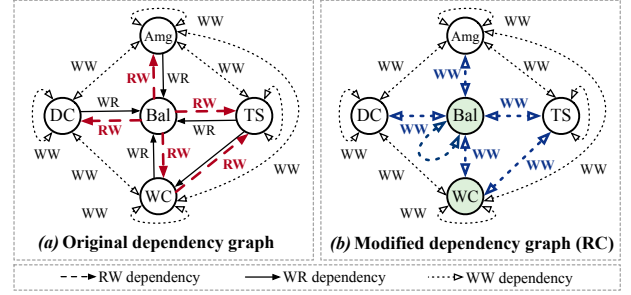 Amg
WW WW
RW WR
DC WR RW TS
Bal
RW WR
WW WR RW WW
WC
WW WW
WW
(a) Original dependency graph
Amg
WW WW
WW
DC TS
Bal
WW WW
WW WW WW
WC WW
WW WW
WW
(b) Modified dependency graph (RC)
RW dependency WR dependency WW dependency